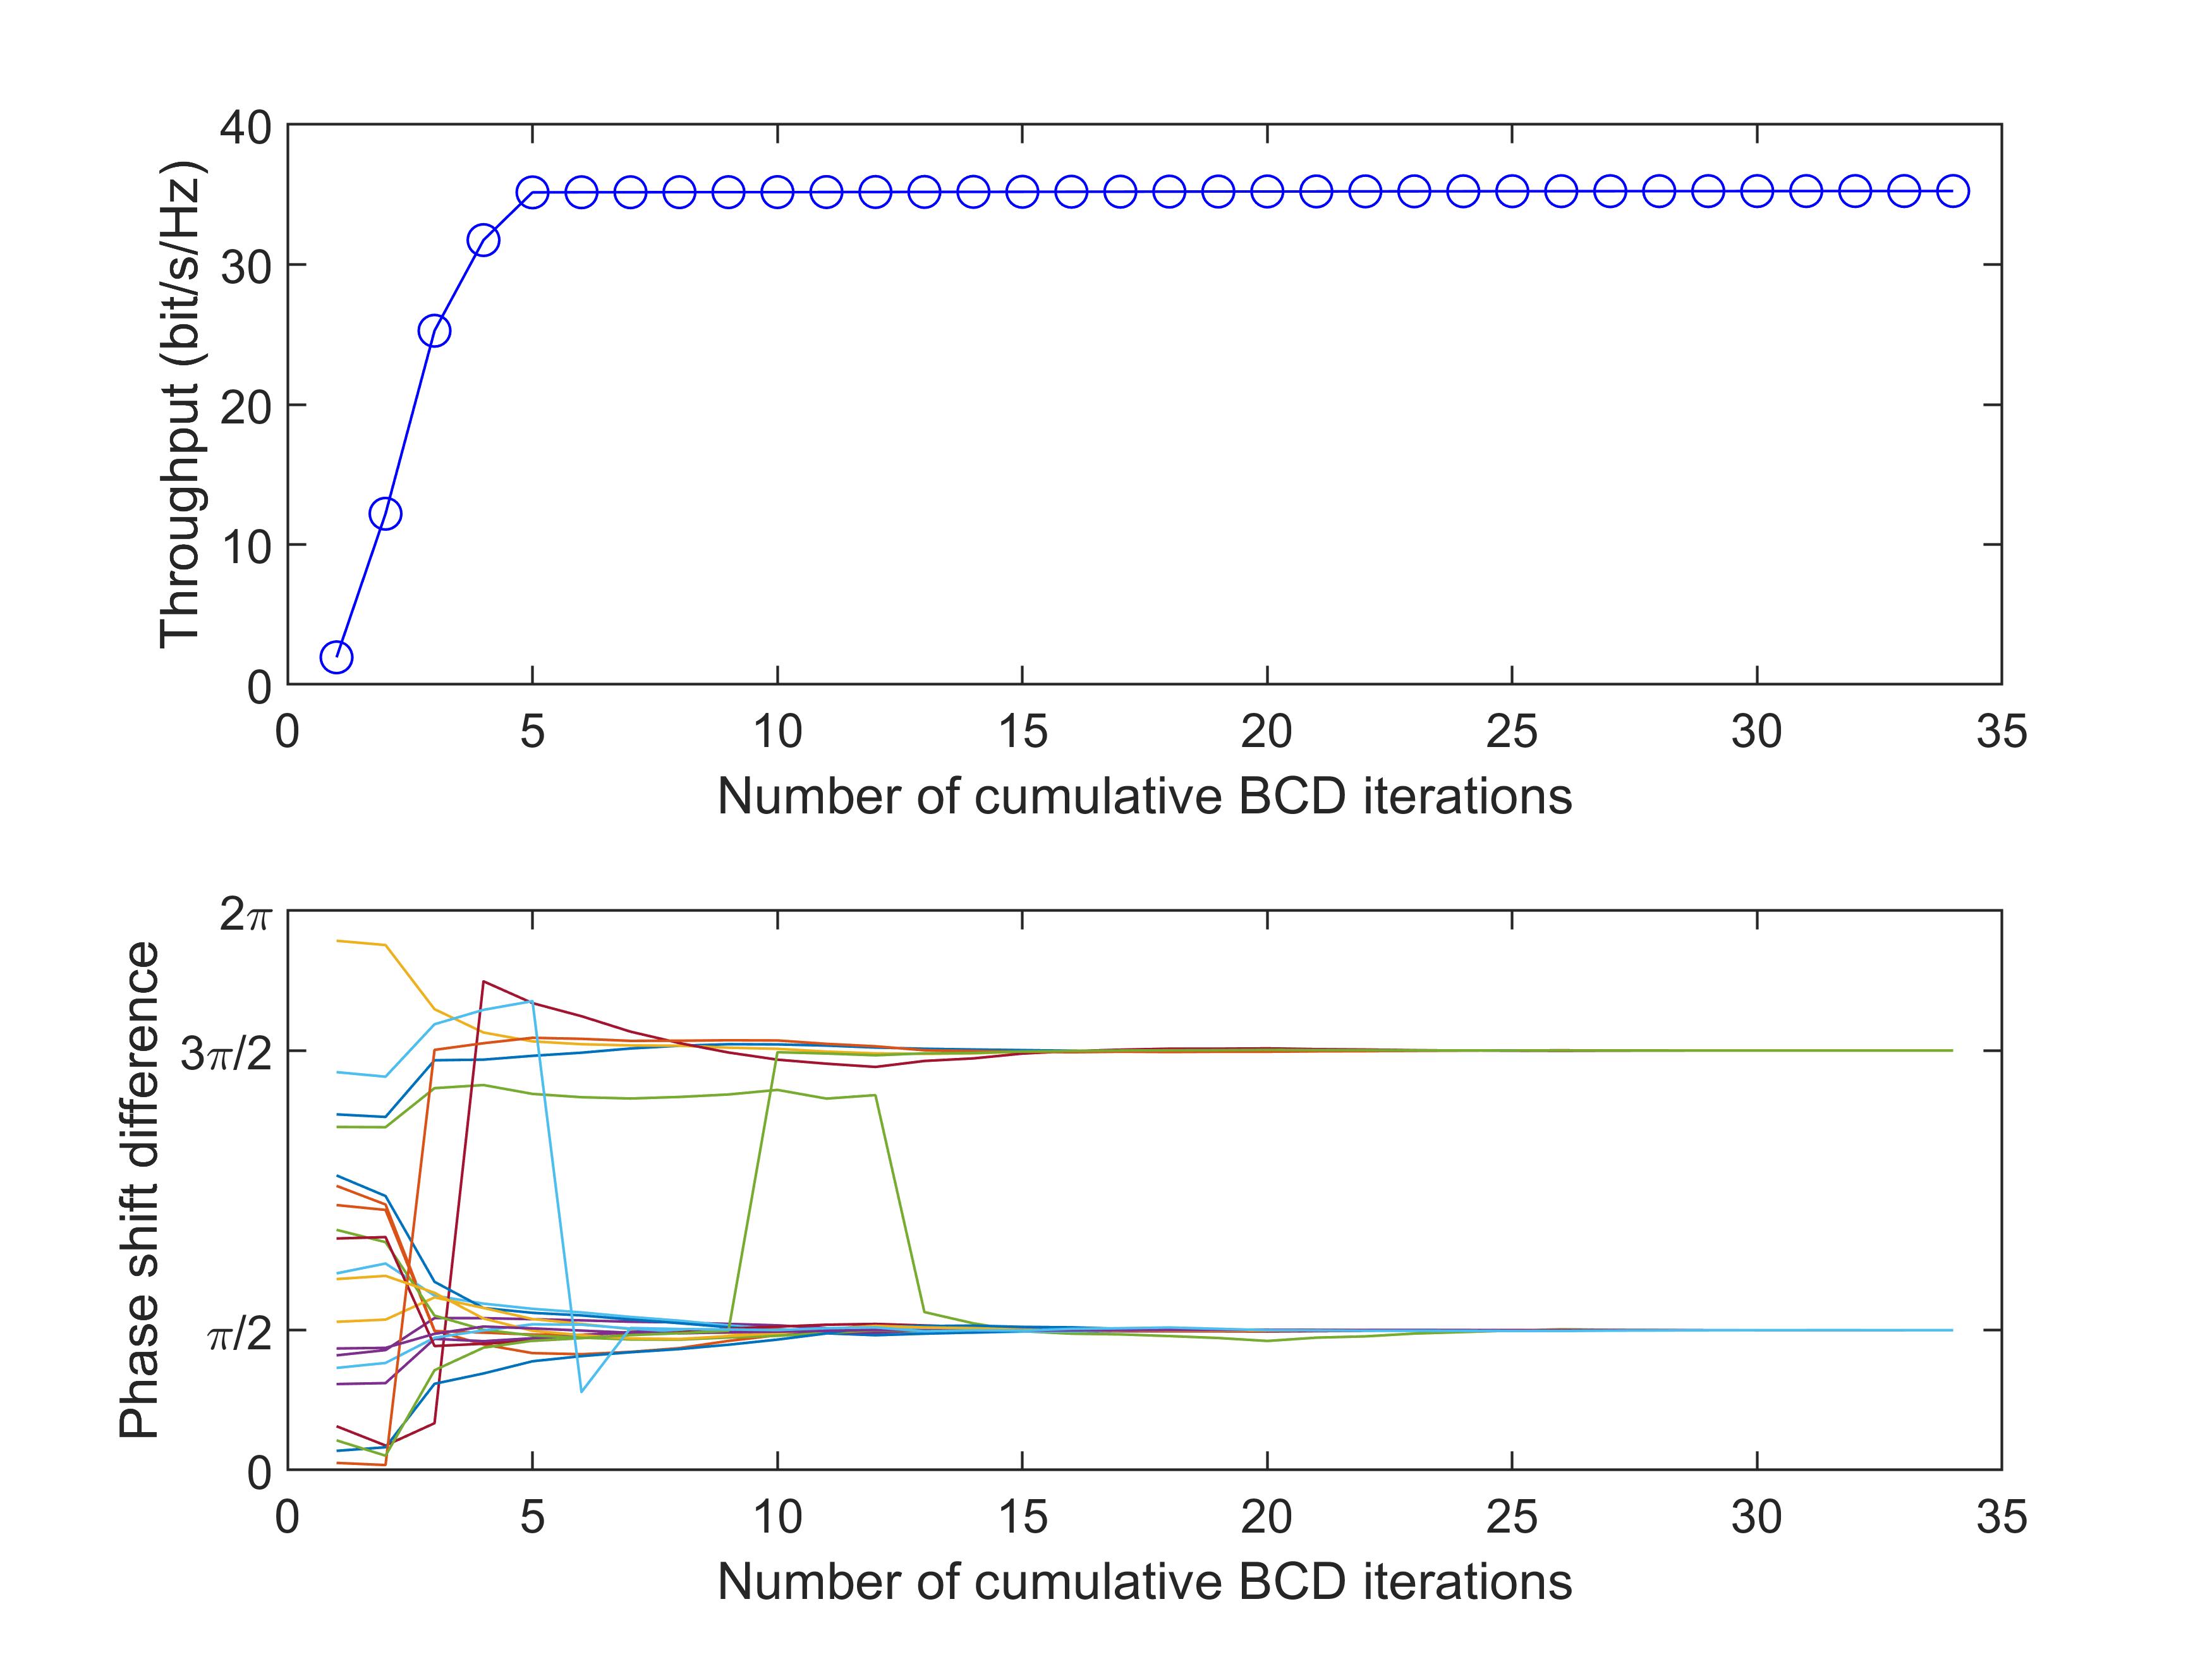 40
30
20
10
0
Throughput (bit/s/Hz)
0 5 10 15 20 25 30 35
Number of cumulative BCD iterations
2π
3π/2
π/2
0
Phase shift difference
0 5 10 15 20 25 30 35
Number of cumulative BCD iterations